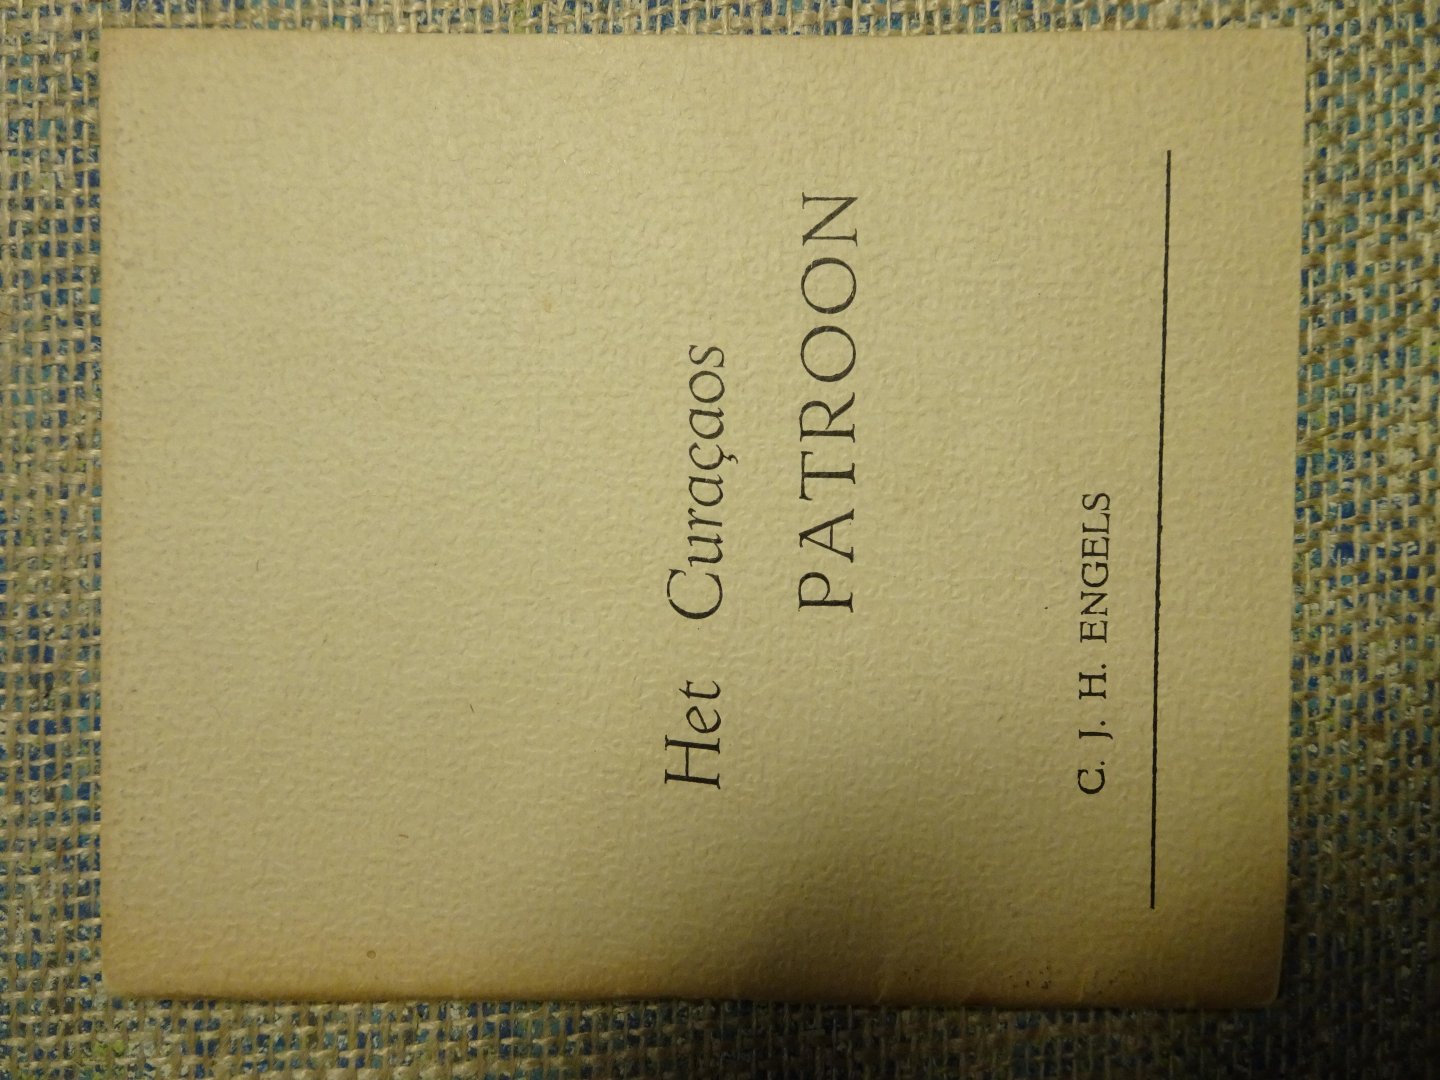 Het Curaçaos
PATROON
C. J. H. ENGELS